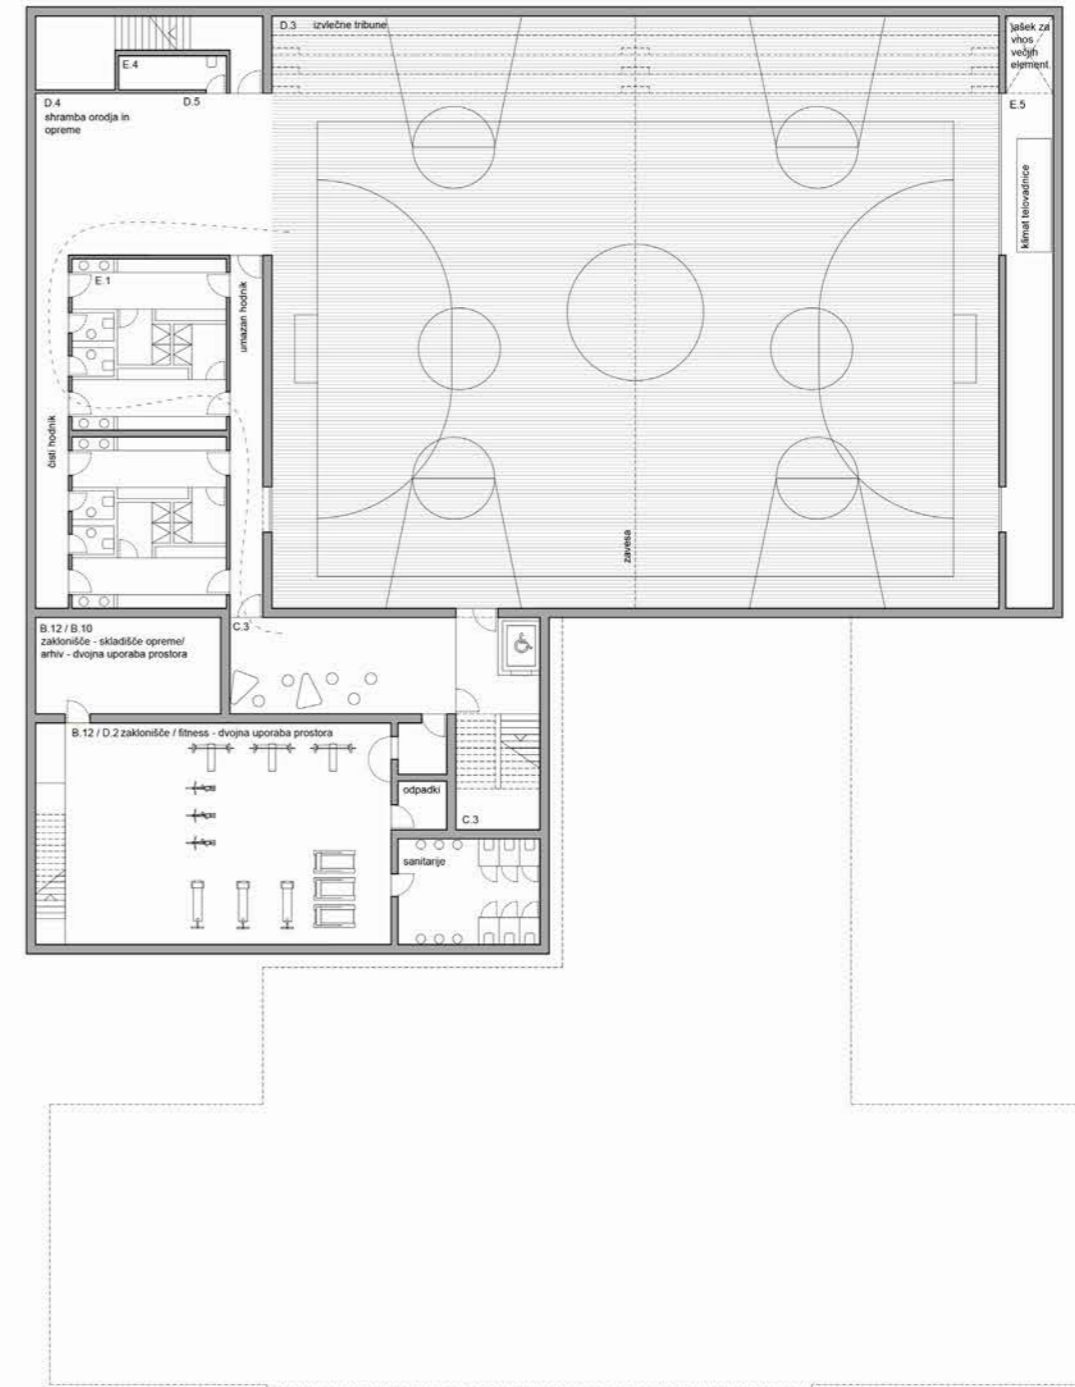 D.3 izvlečne tribune
jašek za
vnos
večjih
element
E.4
D.4
D.5
shramba orodja in
opreme
E.5
klimat telovadnice
E.1
umazan hodnik
čisti hodnik
zavesa
B.12 / B.10
zaklonišče - skladišče opreme/
arhiv - dvojna uporaba prostora
C.3
B.12 / D.2 zaklonišče / fitness - dvojna uporaba prostora
odpadki
C.3
sanitarije